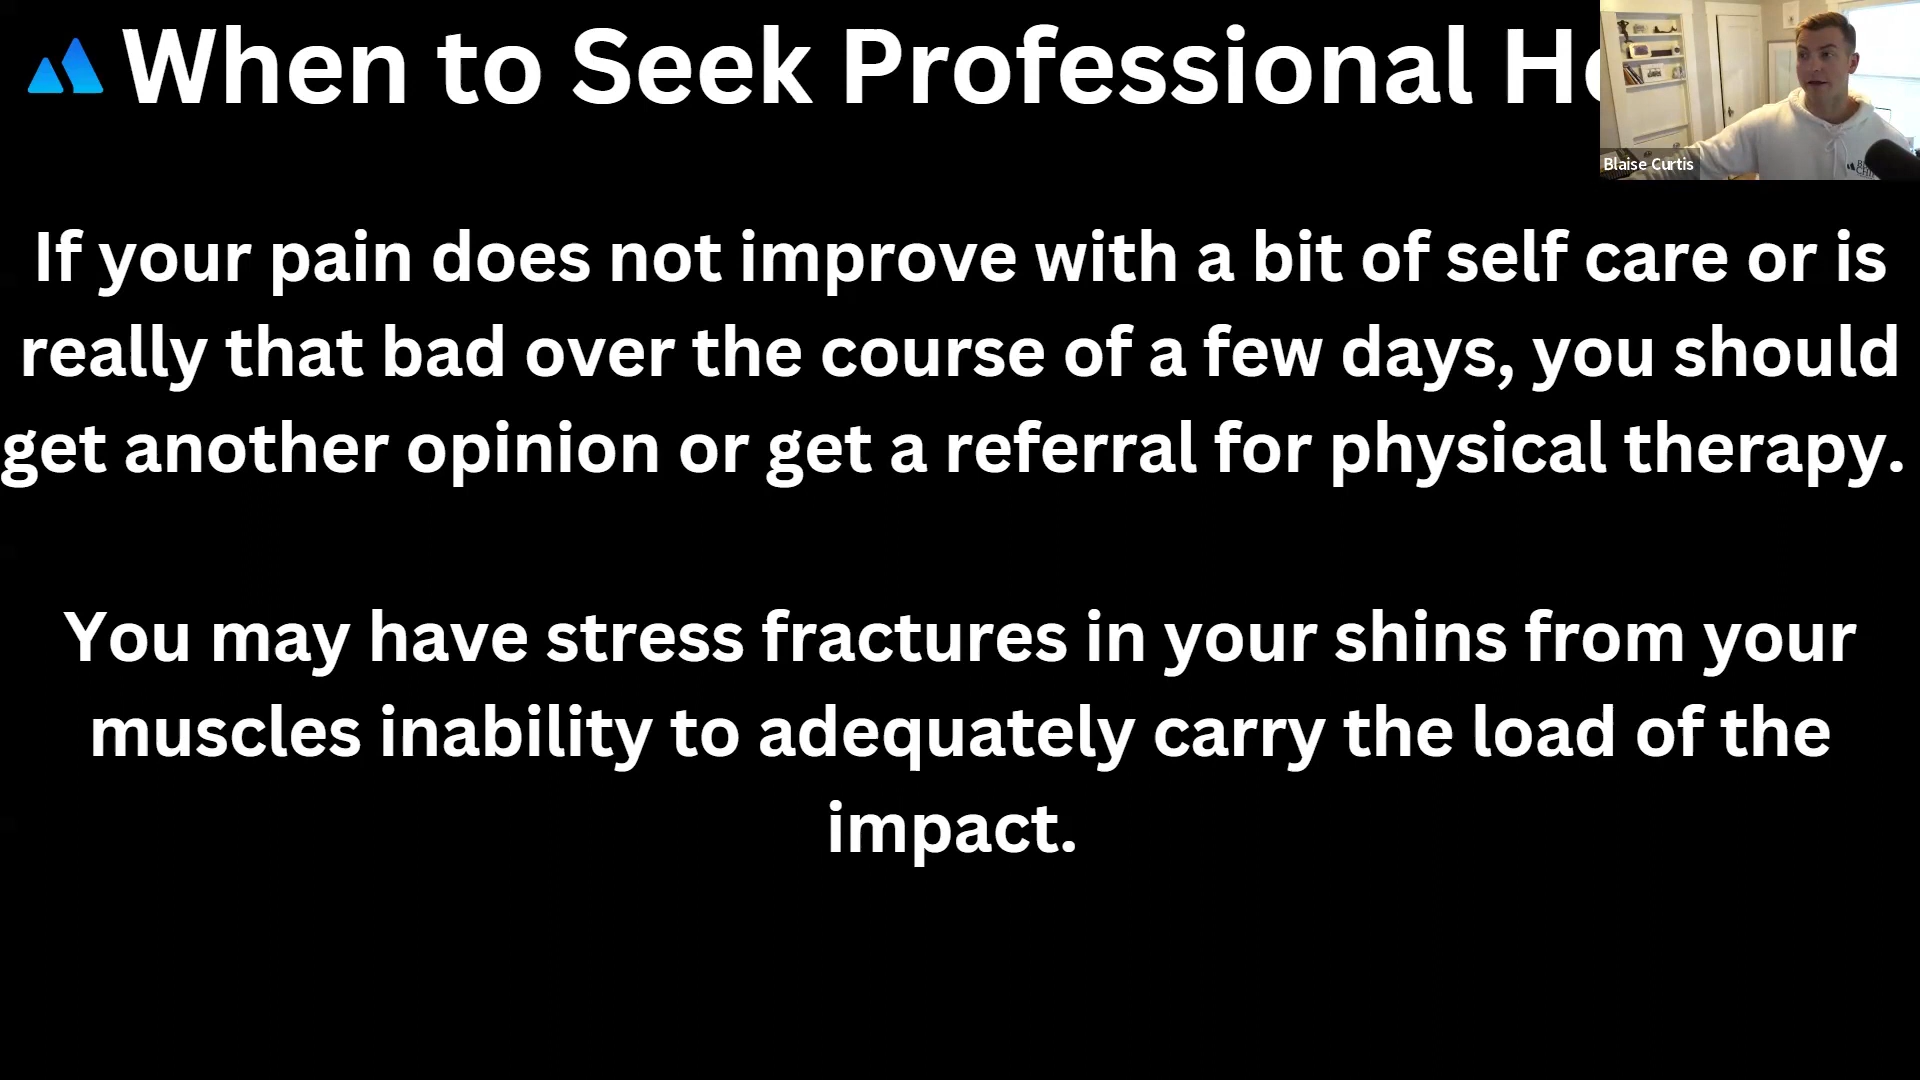 When to Seek Professional
Blaise Curtis
If your pain does not improve with a bit of self care or is
really that bad over the course of a few days, you should
get another opinion or get a referral for physical therapy.
You may have stress fractures in your shins from your
muscles inability to adequately carry the load of the
impact.